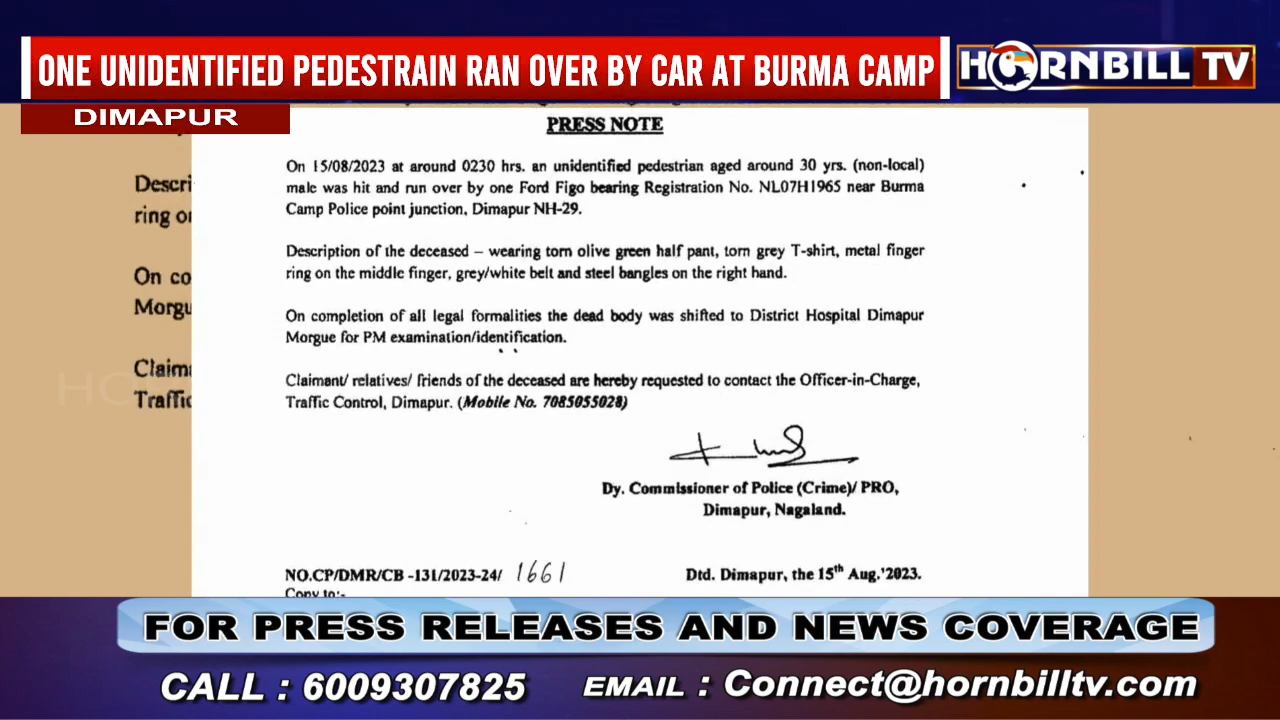 ONE UNIDENTIFIED PEDESTRAIN RAN OVER BY CAR AT BURMA CAMP
HORNBILL TV
DIMAPUR
PRESS NOTE
On 15/08/2023 at around 0230 hrs. an unidentified pedestrian aged around 30 yrs. (non-local)
male was hit and run over by one Ford Figo bearing Registration No. NL07H1965 near Burma
Camp Police point junction, Dimapur NH-29.
Description of the deceased – wearing torn olive green half pant, torn grey T-shirt, metal finger
ring on the middle finger, grey/white belt and steel bangles on the right hand.
On completion of all legal formalities the dead body was shifted to District Hospital Dimapur
Morgue for PM examination/identification.
Claimant/ relatives/ friends of the deceased are hereby requested to contact the Officer-in-Charge,
Traffic Control, Dimapur. (Mobile No. 7085055028)
Dy. Commissioner of Police (Crime)/ PRO,
Dimapur, Nagaland.
NO.CP/DMR/CB -131/2023-24/ 1661
Dtd. Dimapur, the 15th Aug.'2023.
Copy to:-
Descri
ring or
On co
Morgu
Claima
Traffic
FOR PRESS RELEASES AND NEWS COVERAGE
CALL : 6009307825
EMAIL : Connect@hornbilltv.com